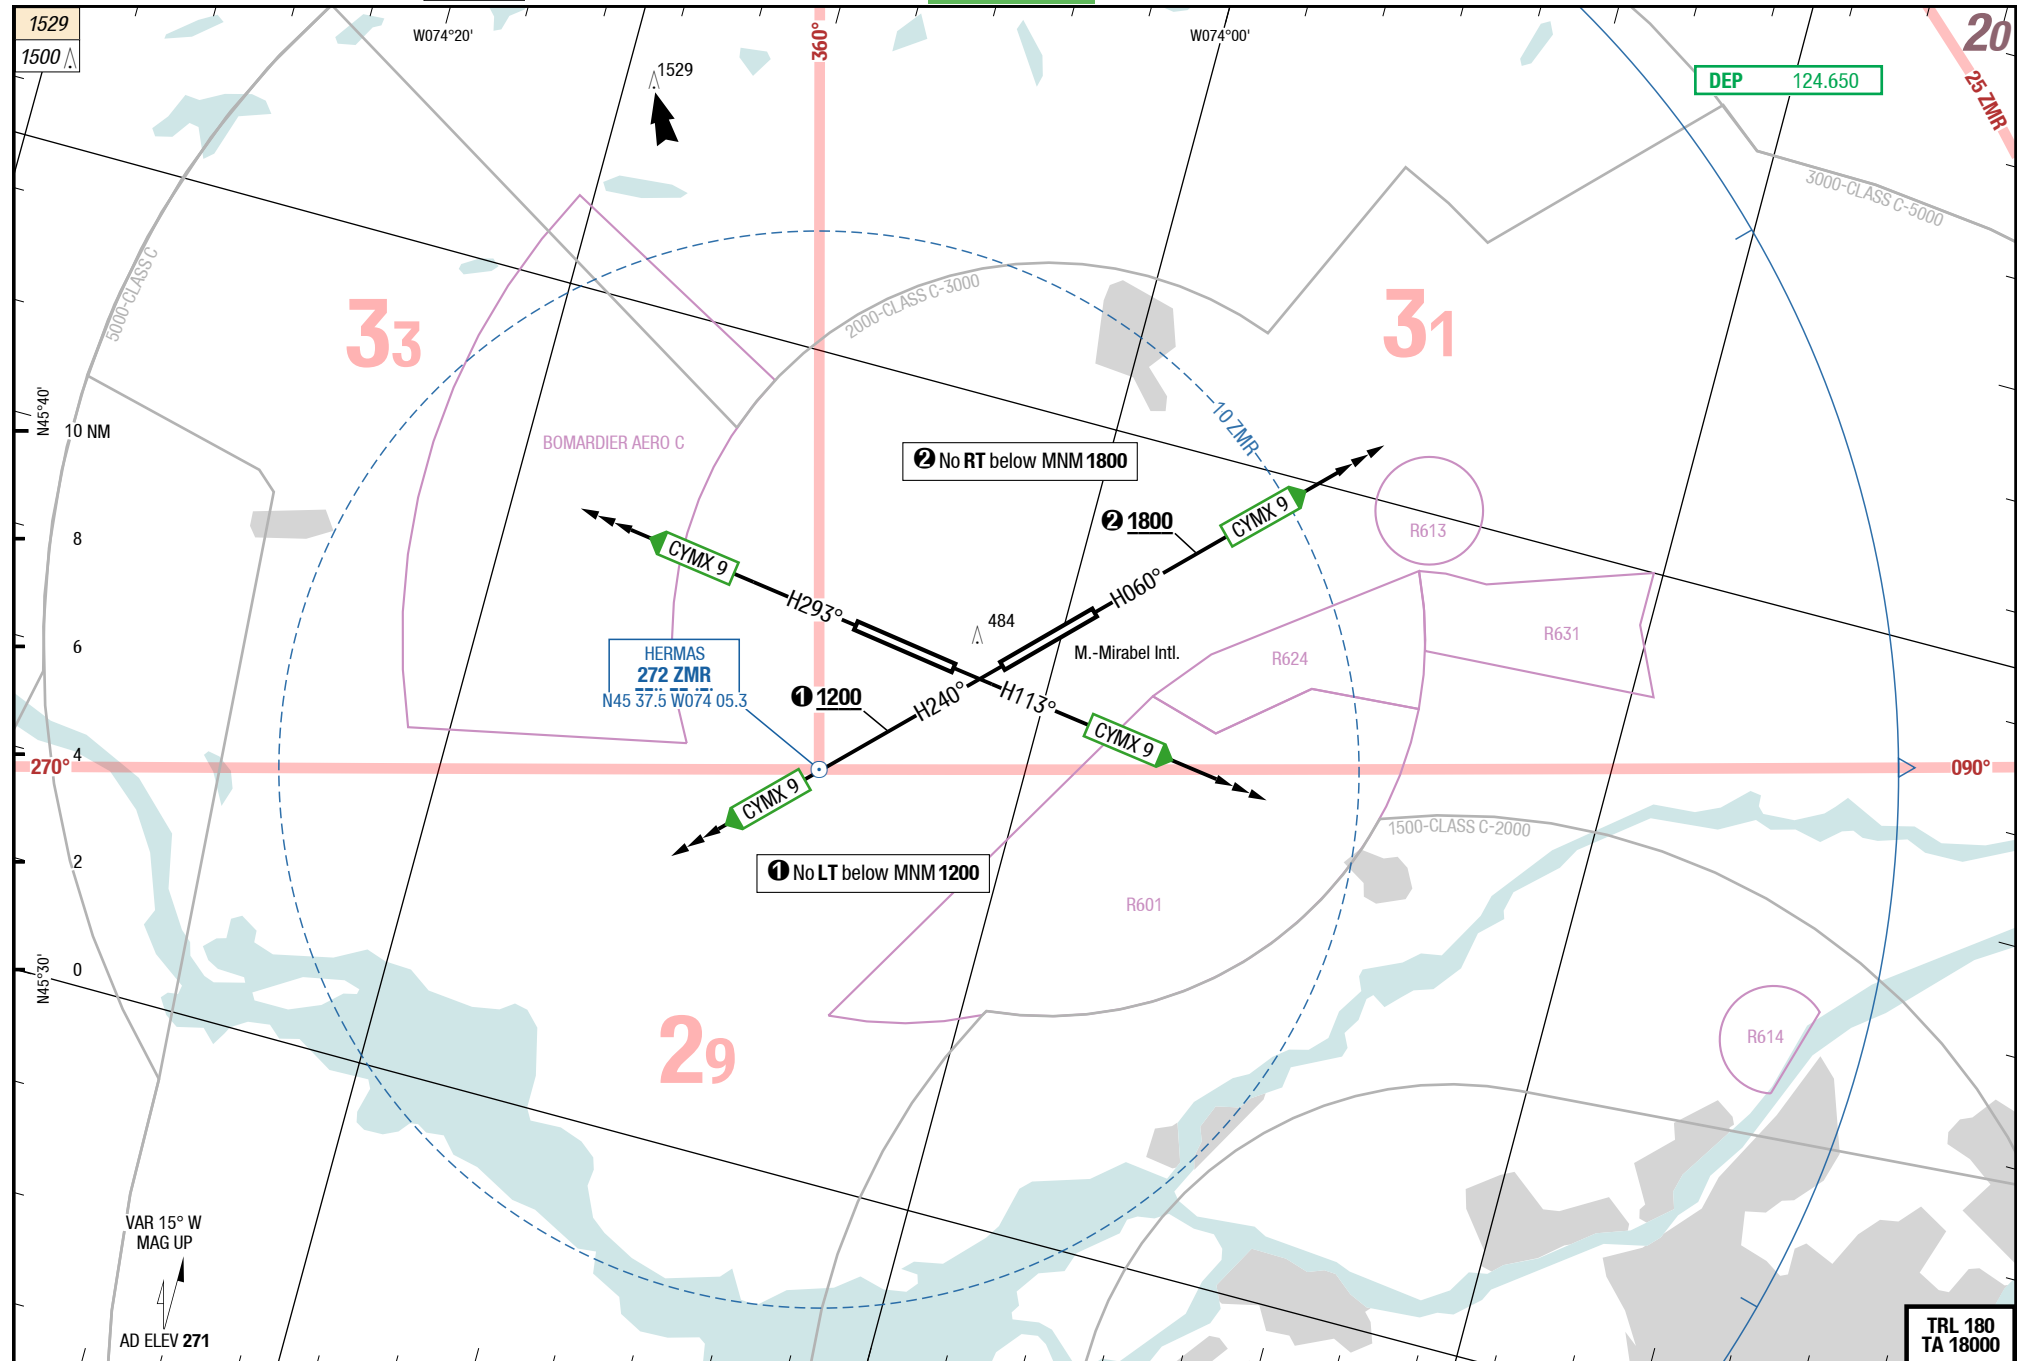 1529
1500
W074°20'
360°
W074°00'
20
25 ZMR
DEP 124.650
1529
3000-CLASS C-5000
5000-CLASS C
2000-CLASS C-3000
33
31
N45°40'
10 NM
BOMARDIER AERO C
10 ZMR
❷ No RT below MNM 1800
CYMX 9
❷ 1800
R613
8
CYMX 9
H060°
H293°
484
6
R631
HERMAS
272 ZMR
N45 37.5 W074 05.3
M.-Mirabel Intl.
R624
❶ 1200
H240°
H113°
CYMX 9
4
270°
090°
CYMX 9
1500-CLASS C-2000
2
❶ No LT below MNM 1200
R601
N45°30'
0
29
R614
VAR 15° W
MAG UP
AD ELEV 271
TRL 180
TA 18000